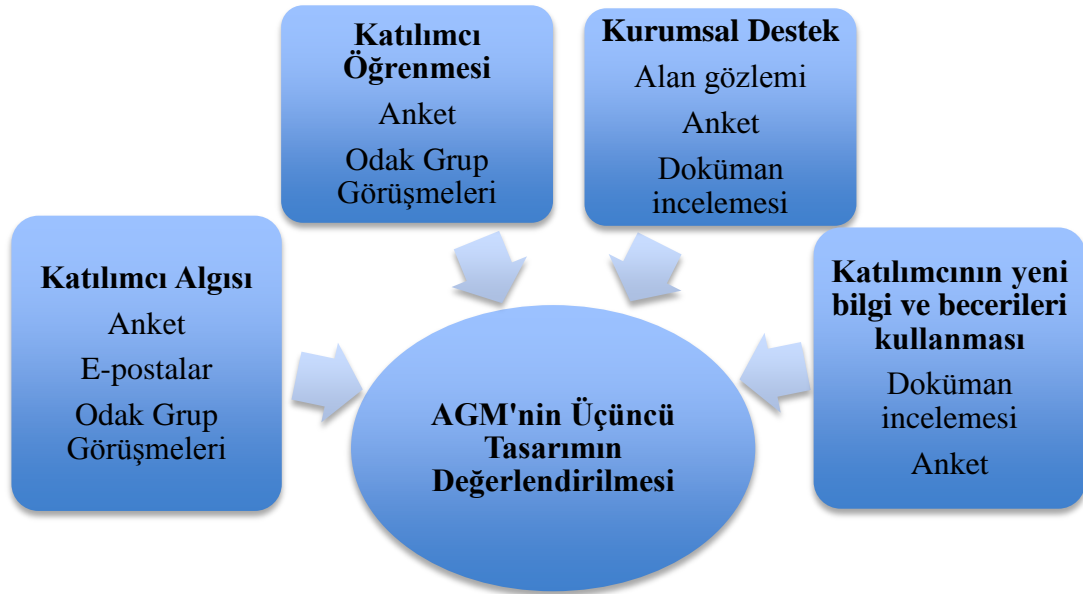 Katılımcı Algısı
Anket
E-postalar
Odak Grup
Görüşmeleri
Katılımcı
Öğrenmesi
Anket
Odak Grup
Görüşmeleri
Kurumsal Destek
Alan gözlemi
Anket
Doküman
incelemesi
Katılımcının yeni
bilgi ve becerileri
kullanması
Doküman
incelemesi
Anket
AGM'nin Üçüncü
Tasarımın
Değerlendirilmesi